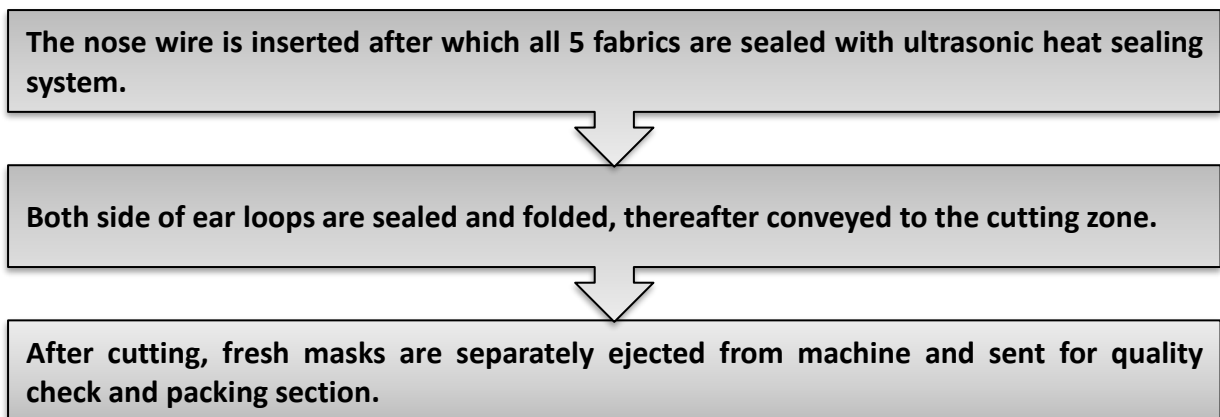 The nose wire is inserted after which all 5 fabrics are sealed with ultrasonic heat sealing
system.
Both side of ear loops are sealed and folded, thereafter conveyed to the cutting zone.
After cutting, fresh masks are separately ejected from machine and sent for quality
check and packing section.